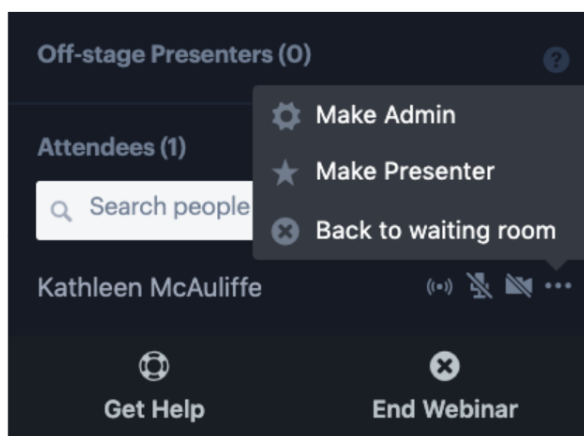 Off-stage Presenters (0)
?
Make Admin
Attendees (1)
Make Presenter
Search people
Back to waiting room
Kathleen McAuliffe
Get Help
End Webinar